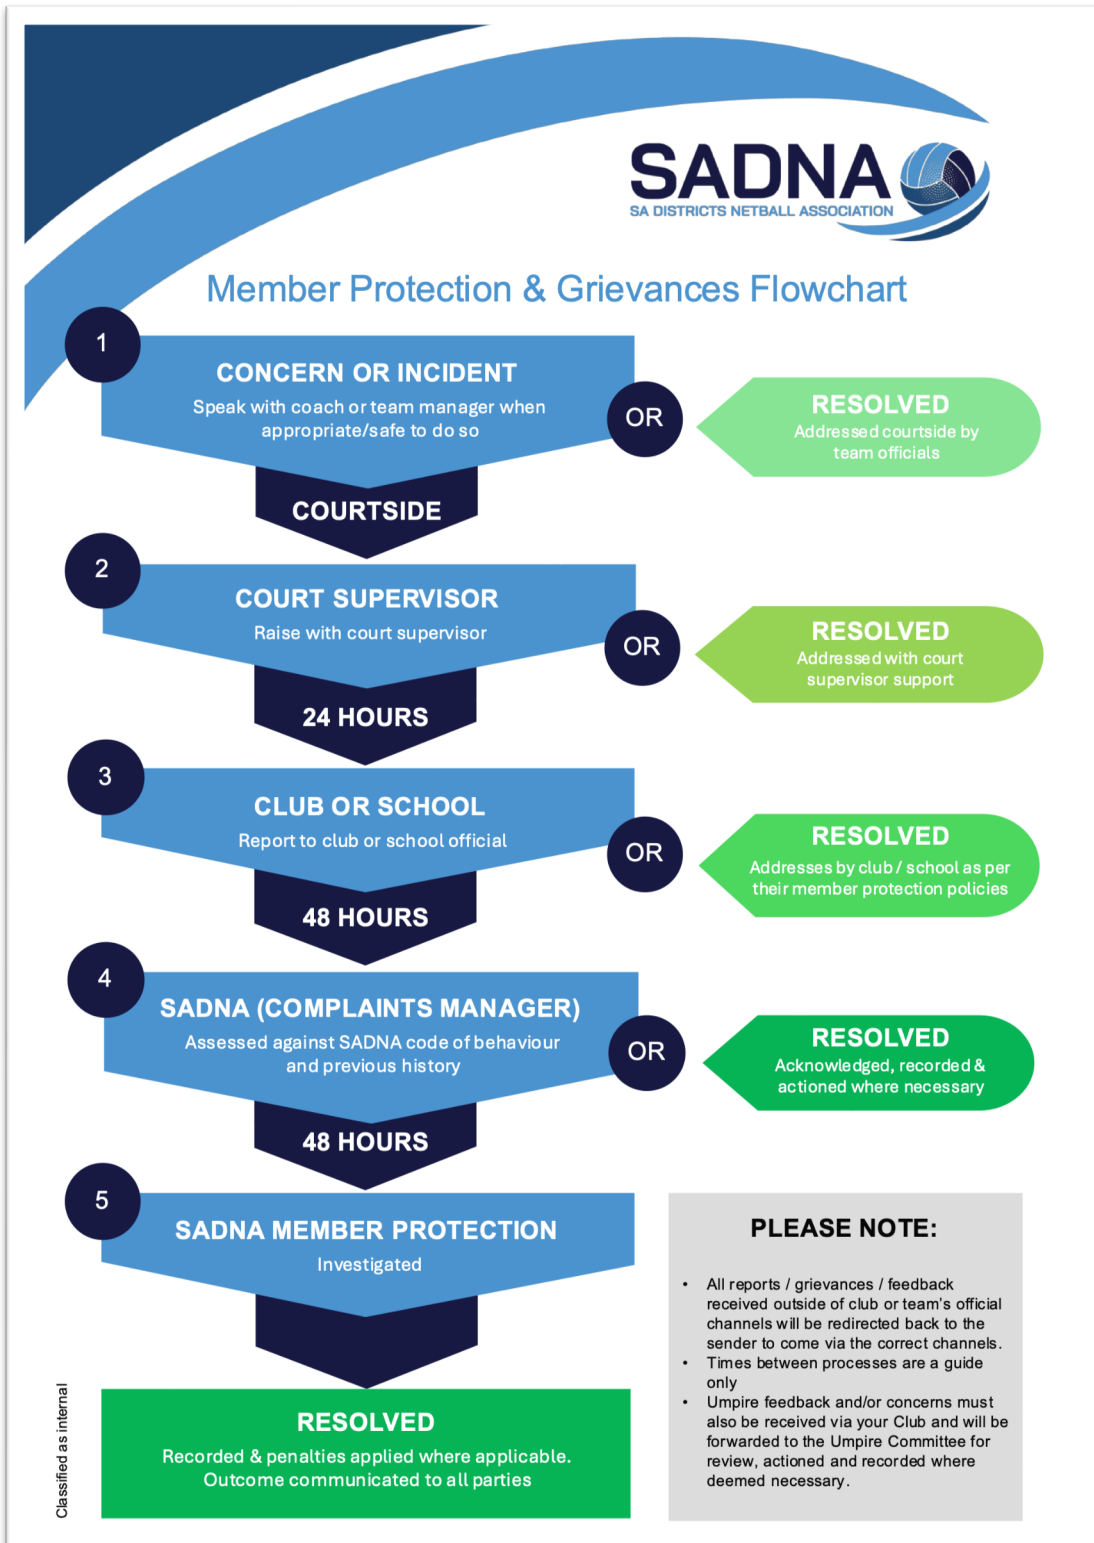 SADNA
SA DISTRICTS NETBALL ASSOCIATION
Member Protection & Grievances Flowchart
1
CONCERN OR INCIDENT
Speak with coach or team manager when
appropriate/safe to do so
OR
RESOLVED
Addressed courtside by
team officials
COURTSIDE
2
COURT SUPERVISOR
Raise with court supervisor
OR
RESOLVED
Addressed with court
supervisor support
24 HOURS
3
CLUB OR SCHOOL
Report to club or school official
OR
RESOLVED
Addresses by club / school as per
their member protection policies
48 HOURS
4
SADNA (COMPLAINTS MANAGER)
Assessed against SADNA code of behaviour
and previous history
OR
RESOLVED
Acknowledged, recorded &
actioned where necessary
48 HOURS
5
SADNA MEMBER PROTECTION
Investigated
RESOLVED
Recorded & penalties applied where applicable.
Outcome communicated to all parties
PLEASE NOTE:
• All reports / grievances / feedback
received outside of club or team's official
channels will be redirected back to the
sender to come via the correct channels.
• Times between processes are a guide
only
• Umpire feedback and/or concerns must
also be received via your Club and will be
forwarded to the Umpire Committee for
review, actioned and recorded where
deemed necessary.
Classified as internal